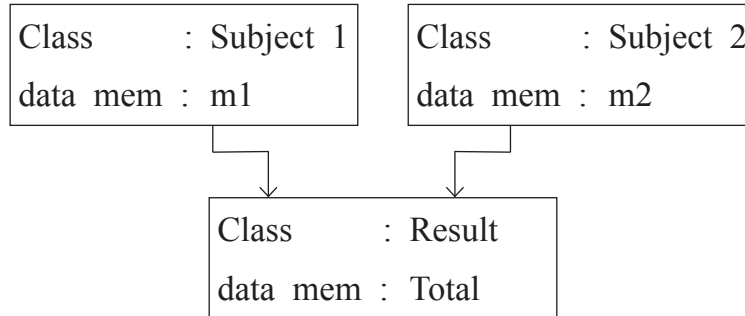 Class : Subject 1
data mem : m1
Class : Subject 2
data mem : m2
Class : Result
data mem : Total